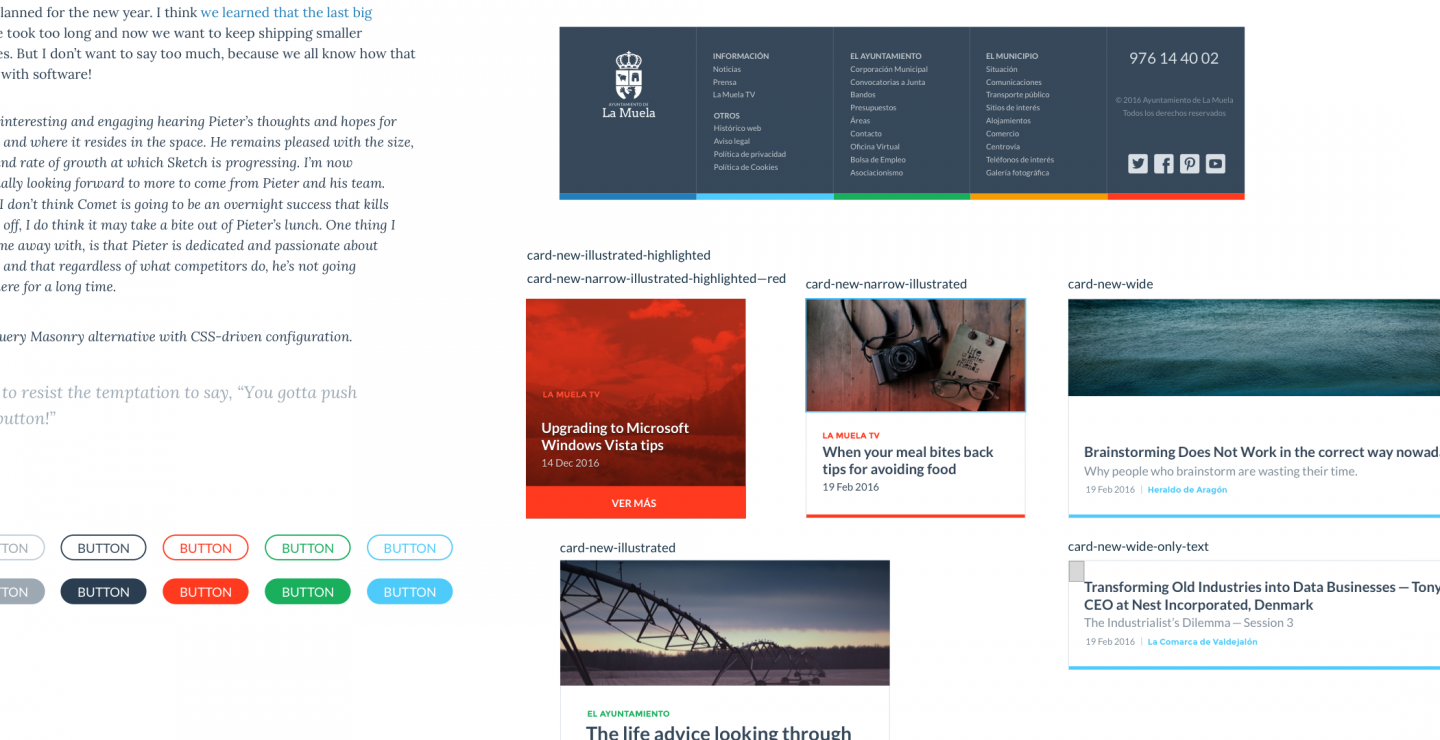 lanned for the new year. I think we learned that the last big
e took too long and now we want to keep shipping smaller
es. But I don't want to say too much, because we all know how that
with software!
interesting and engaging hearing Pieter's thoughts and hopes for
and where it resides in the space. He remains pleased with the size,
nd rate of growth at which Sketch is progressing. I'm now
ally looking forward to more to come from Pieter and his team.
I don't think Comet is going to be an overnight success that kills
off, I do think it may take a bite out of Pieter's lunch. One thing I
me away with, is that Pieter is dedicated and passionate about
and that regardless of what competitors do, he's not going
ere for a long time.
uery Masonry alternative with CSS-driven configuration.
to resist the temptation to say, “You gotta push
button!”
TON
BUTTON
BUTTON
BUTTON
BUTTON
TON
BUTTON
BUTTON
BUTTON
BUTTON
AYUNTAMIENTO DE
La Muela
INFORMACIÓN
Noticias
Prensa
La Muela TV
OTROS
Histórico web
Aviso legal
Política de privacidad
Política de Cookies
EL AYUNTAMIENTO
Corporación Municipal
Convocatorias a Junta
Bandos
Presupuestos
Áreas
Contacto
Oficina Virtual
Bolsa de Empleo
Asociacionismo
EL MUNICIPIO
Situación
Comunicaciones
Transporte público
Sitios de interés
Alojamientos
Comercio
Centrovía
Teléfonos de interés
Galería fotográfica
976 14 40 02
© 2016 Ayuntamiento de La Muela
Todos los derechos reservados
card-new-illustrated-highlighted
card-new-narrow-illustrated-highlighted—red
LA MUELA TV
Upgrading to Microsoft
Windows Vista tips
14 Dec 2016
VER MÁS
card-new-narrow-illustrated
LA MUELA TV
When your meal bites back
tips for avoiding food
19 Feb 2016
card-new-wide
Brainstorming Does Not Work in the correct way nowad
Why people who brainstorm are wasting their time.
19 Feb 2016 | Heraldo de Aragón
card-new-illustrated
EL AYUNTAMIENTO
The life advice looking through
card-new-wide-only-text
Transforming Old Industries into Data Businesses — Tony
CEO at Nest Incorporated, Denmark
The Industrialist's Dilemma — Session 3
19 Feb 2016 | La Comarca de Valdejalón